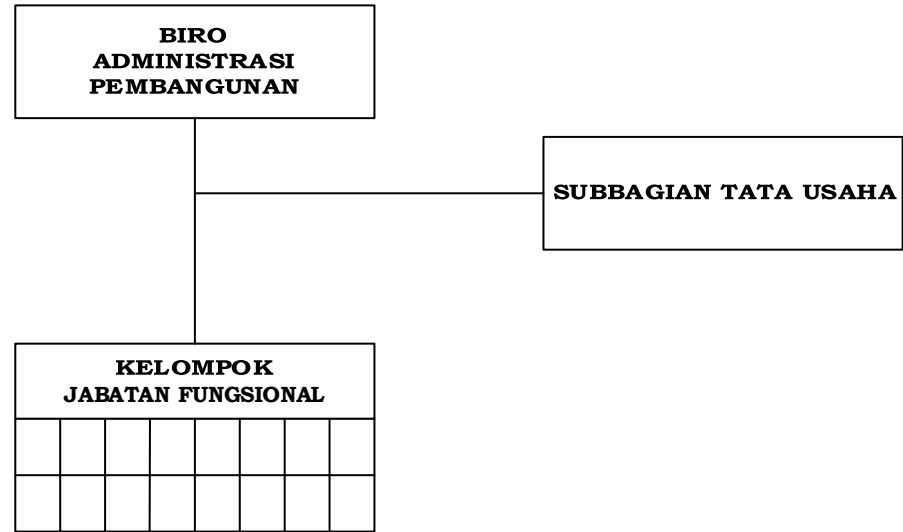 BIRO
ADMINISTRASI
PEMBANGUNAN
SUBBAGIAN TATA USAHA
KELOMPOK
JABATAN FUNGSIONAL